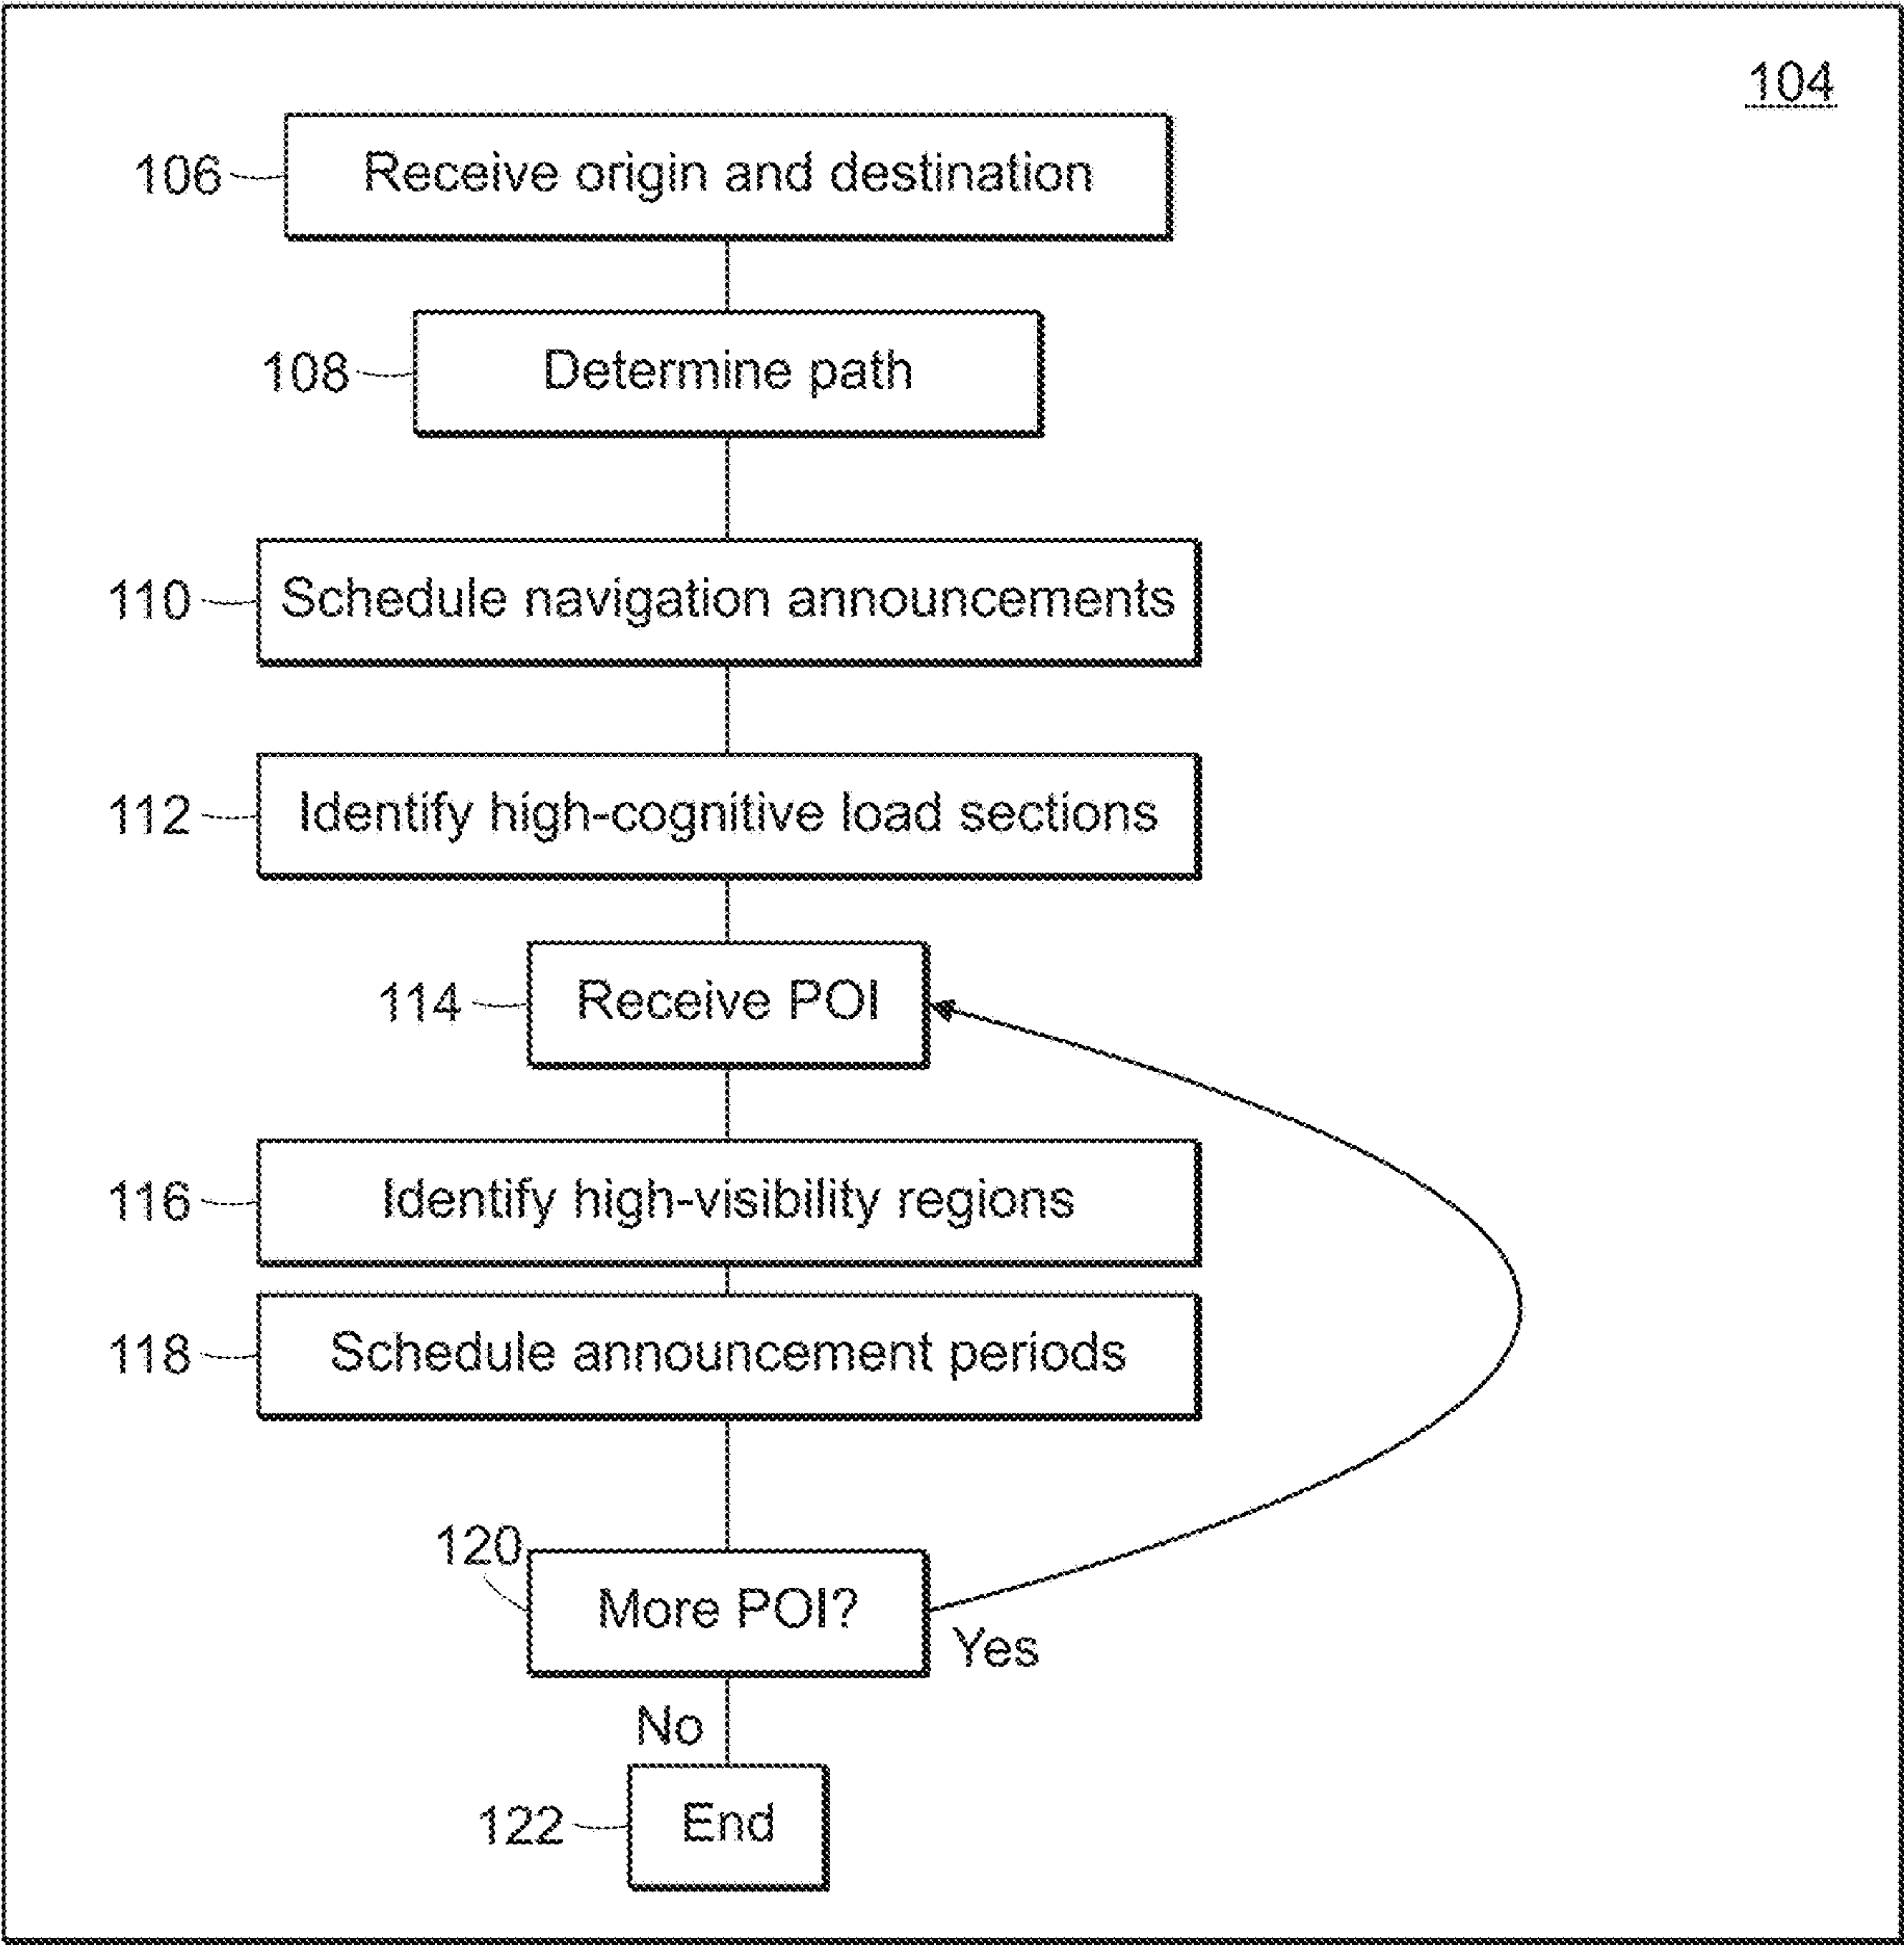 104
106 Receive origin and destination
108 Determine path
110 Schedule navigation announcements
112 Identify high-cognitive load sections
114 Receive POI
116 Identify high-visibility regions
118 Schedule announcement periods
120
More POI?
Yes
No
122 End